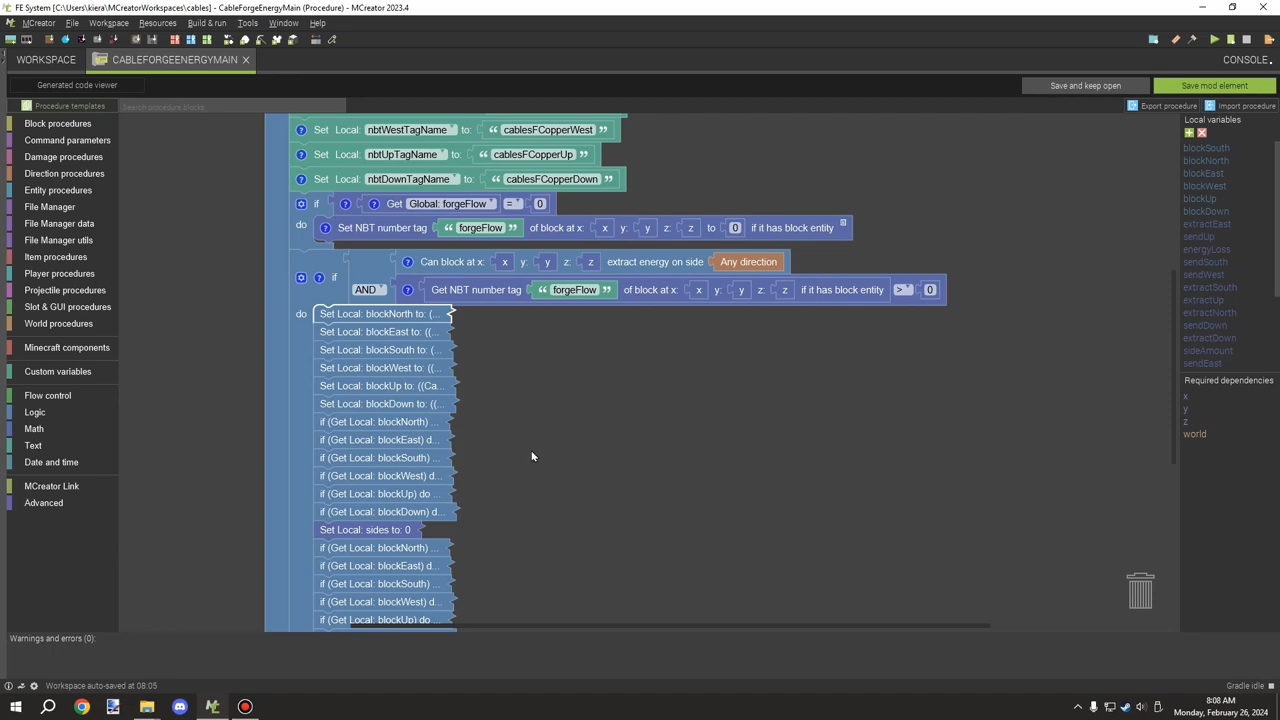 FE System [C:\Users\kiera\MCreatorWorkspaces\cables] - CableForgeEnergyMain (Procedure) - MCreator 2023.4
MCreator File Workspace Resources Build & run Tools Window Help
WORKSPACE CABLEFORGEENERGYMAIN CONSOLE
Generated code viewer Save and keep open Save mod element
Procedure templates Search procedure blocks Export procedure Import procedure
Block procedures
Command parameters
Damage procedures
Direction procedures
Entity procedures
File Manager
File Manager data
File Manager utils
Item procedures
Player procedures
Projectile procedures
Slot & GUI procedures
World procedures
Minecraft components
Custom variables
Flow control
Logic
Math
Text
Date and time
MCreator Link
Advanced
? Set Local: nbtWestTagName to: “ cablesFCopperWest ”
? Set Local: nbtUpTagName to: “ cablesFCopperUp ”
? Set Local: nbtDownTagName to: “ cablesFCopperDown ”
if ? ? Get Global: forgeFlow = 0
do ? Set NBT number tag “ forgeFlow ” of block at x: x y: y z: z to 0 if it has block entity
? if ? Can block at x: x y: y z: z extract energy on side Any direction
AND ? Get NBT number tag “ forgeFlow ” of block at x: x y: y z: z if it has block entity > 0
do Set Local: blockNorth to: (...
Set Local: blockEast to: ((...
Set Local: blockSouth to: (...
Set Local: blockWest to: ((...
Set Local: blockUp to: ((Ca...
Set Local: blockDown to: ((...
if (Get Local: blockNorth) ...
if (Get Local: blockEast) d...
if (Get Local: blockSouth) ...
if (Get Local: blockWest) d...
if (Get Local: blockUp) do ...
if (Get Local: blockDown) d...
Set Local: sides to: 0
if (Get Local: blockNorth) ...
if (Get Local: blockEast) d...
if (Get Local: blockSouth) ...
if (Get Local: blockWest) d...
if (Get Local: blockUp) do ...
Local variables
blockSouth
blockNorth
blockEast
blockWest
blockUp
blockDown
extractEast
sendUp
energyLoss
sendSouth
sendWest
extractSouth
extractUp
extractNorth
sendDown
extractDown
sideAmount
sendEast
Required dependencies
x
y
z
world
Warnings and errors (0):
Workspace auto-saved at 08:05 Gradle idle
8:08 AM
Monday, February 26, 2024